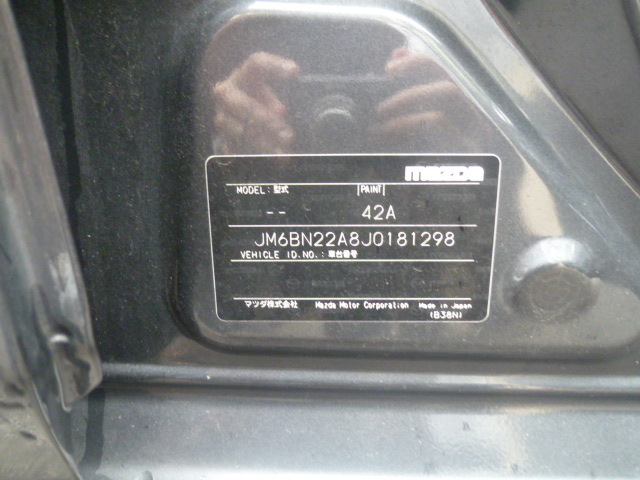 mazda
MODEL: 型式 PAINT
-- 42A
JM6BN22A8J0181298
VEHICLE ID.NO.: 車台番号
マツダ株式会社 Mazda Motor Corporation Made in Japan
(B38N)